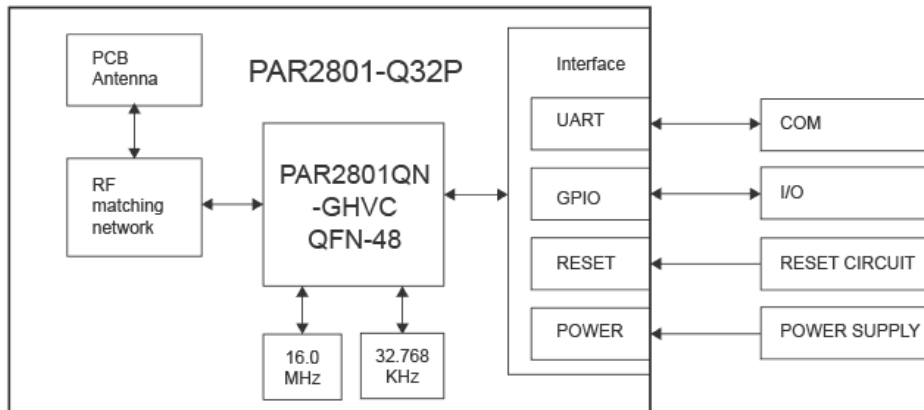 PCB
Antenna
PAR2801-Q32P
Interface
UART
COM
PAR2801QN
-GHVC
QFN-48
RF
matching
network
GPIO
I/O
RESET
RESET CIRCUIT
POWER
POWER SUPPLY
16.0
MHz
32.768
KHz